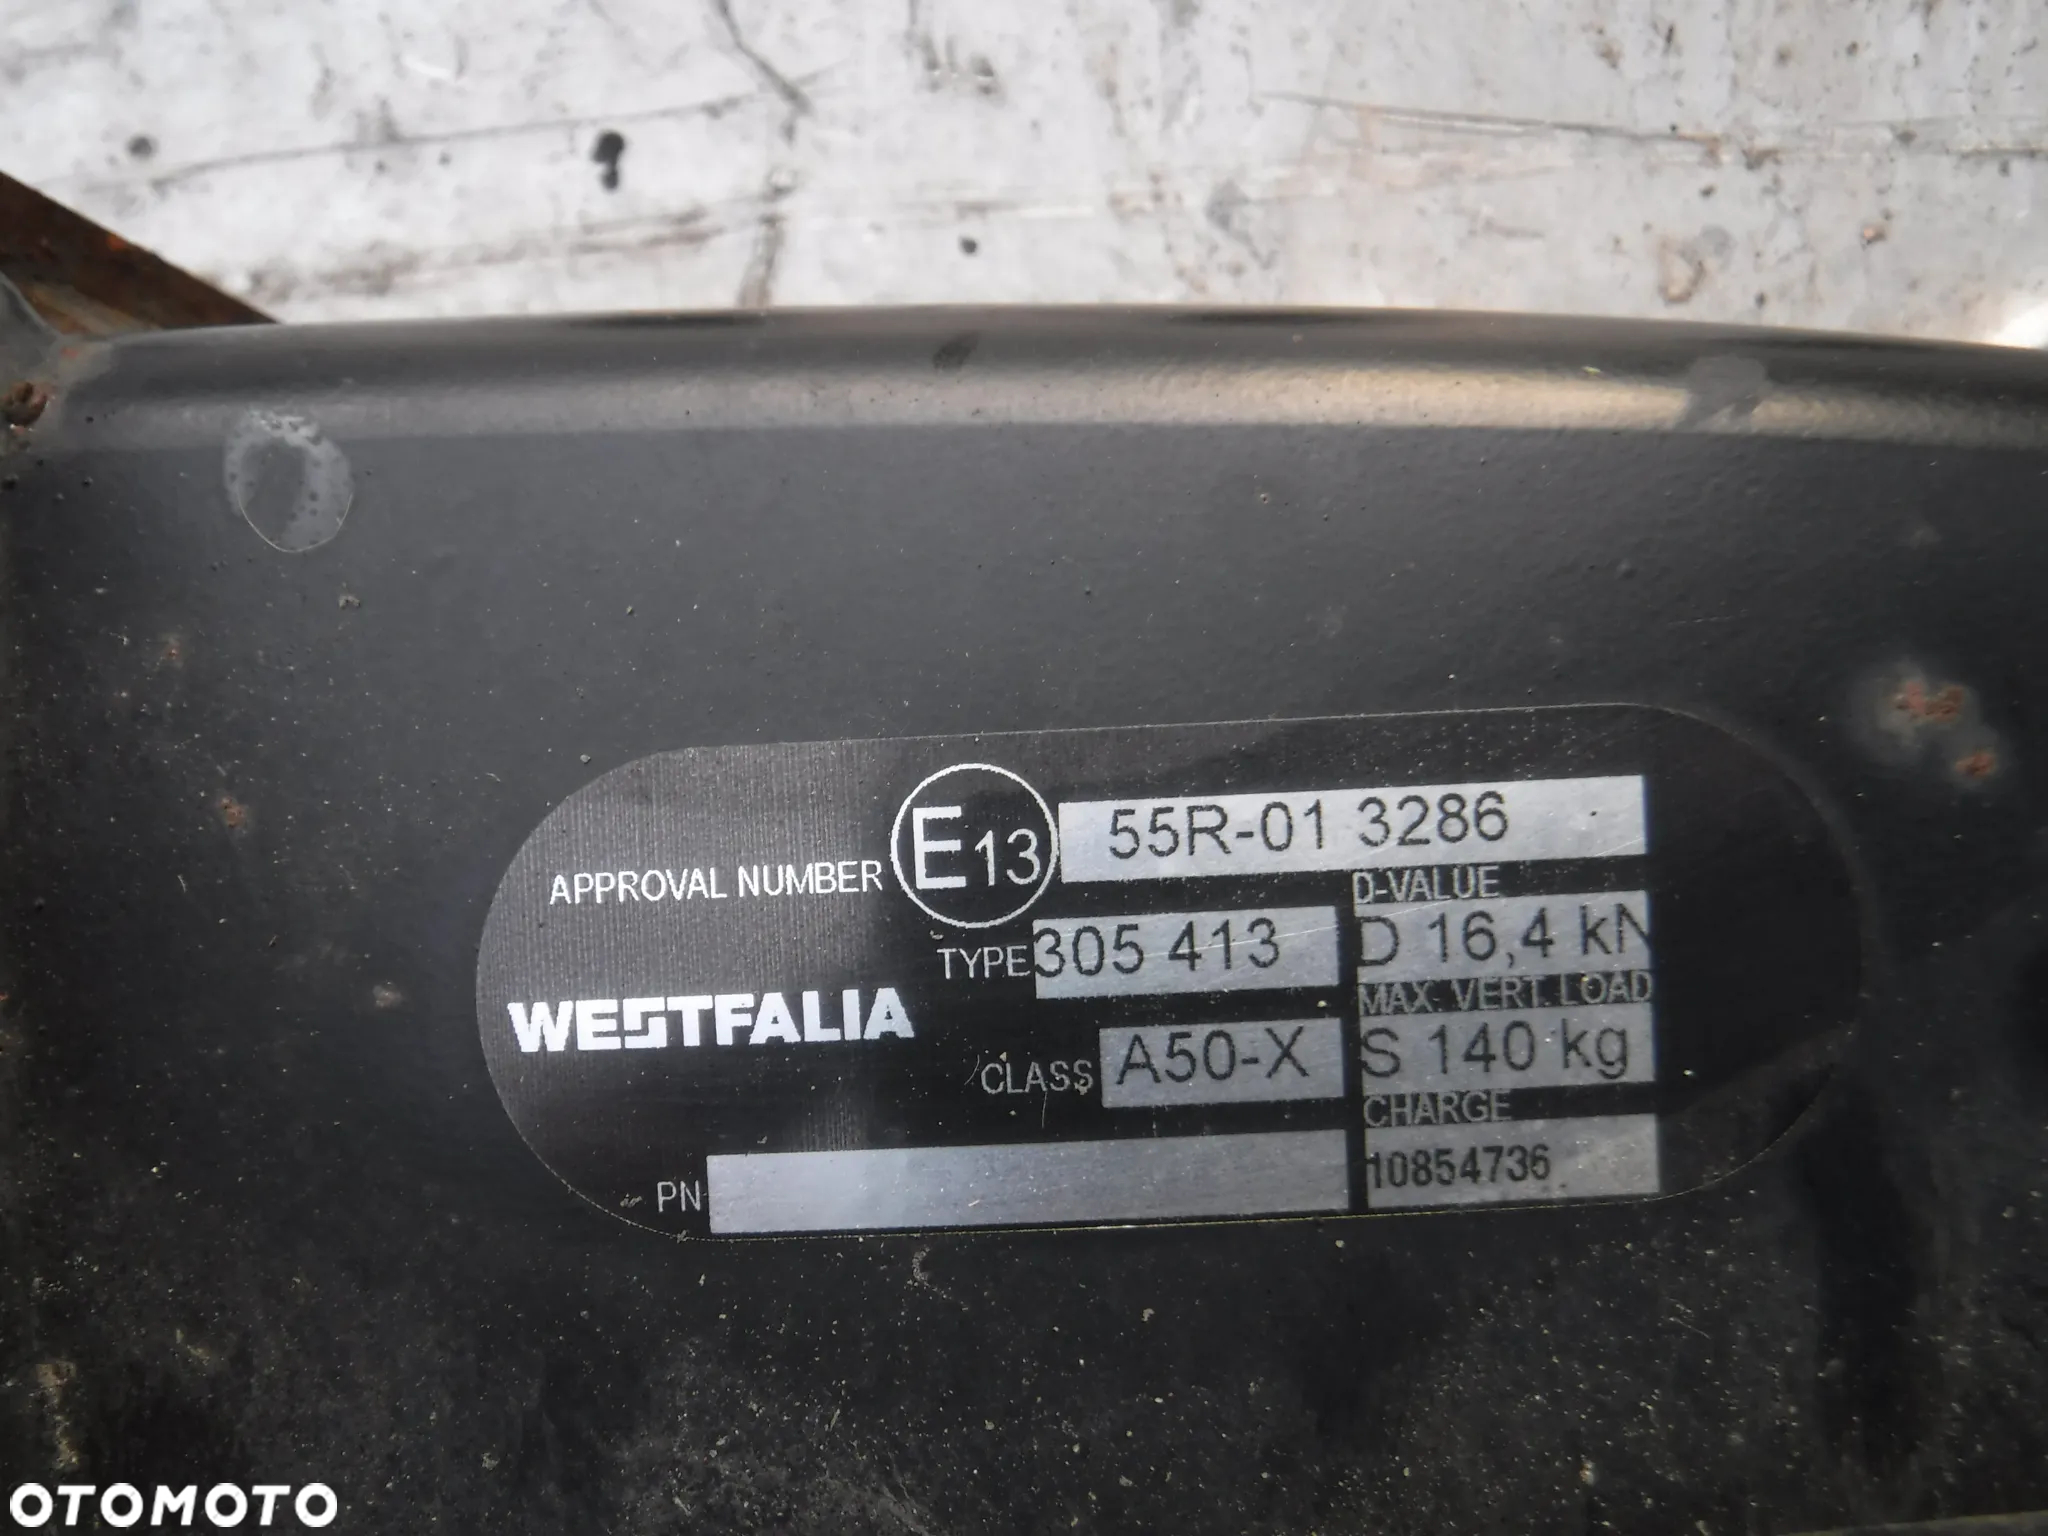 APPROVAL NUMBER E13 55R-01 3286
D-VALUE
TYPE 305 413 D 16,4 kN
MAX. VERT. LOAD
WESTFALIA
CLASS A50-X S 140 kg
CHARGE
PN 10854736
OTOMOTO